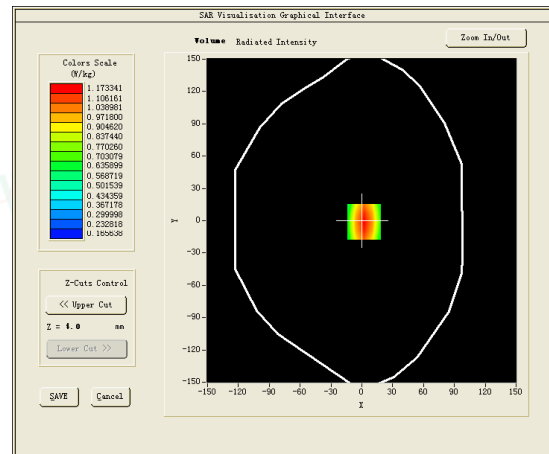 SAR Visualisation Graphical Interface
Volume Radiated Intensity
Zoom In/Out
Colors Scale
(W/kg)
1.173341
1.106161
1.038981
0.971800
0.904620
0.837440
0.770260
0.703079
0.635899
0.568719
0.501539
0.434359
0.367178
0.299998
0.232818
0.165638
Z-Cuts Control
<< Upper Cut
Z = 4.0 mm
Lower Cut >>
SAVE Cancel
150
120
90
60
30
0
-30
-60
-90
-120
-150
Y
-150 -120 -90 -60 -30 0 30 60 90 120 150
X